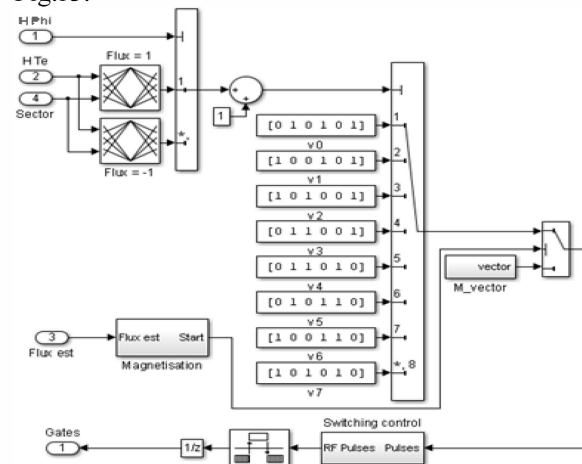 H Phi
1
Flux = 1
H Te
2
1
4
Sector
1
*,
Flux = -1
[0 1 0 1 0 1]
1
v0
[1 0 0 1 0 1]
2
v1
[1 0 1 0 0 1]
3
v2
[0 1 1 0 0 1]
4
v3
[0 1 1 0 1 0]
5
v4
[0 1 0 1 1 0]
6
v5
[1 0 0 1 1 0]
7
v6
[1 0 1 0 1 0]
*, 8
v7
vector
M_vector
3
Flux est
Flux est Start
Magnetisation
Gates
1
1/z
Switching control
RF Pulses Pulses